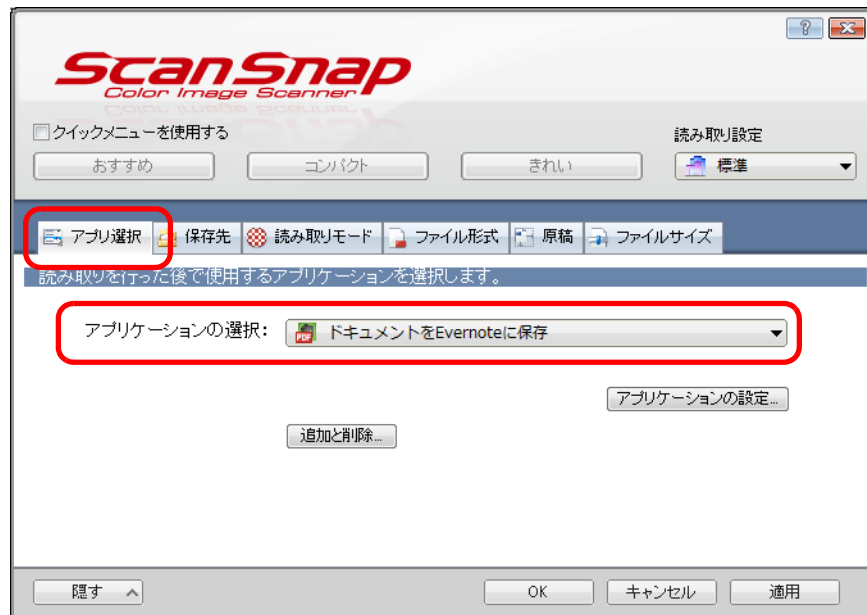 ScanSnap
Color Image Scanner
クイックメニューを使用する
読み取り設定
おすすめ
コンパクト
きれい
標準
アプリ選択
保存先
読み取りモード
ファイル形式
原稿
ファイルサイズ
読み取りを行った後で使用するアプリケーションを選択します。
アプリケーションの選択:
PDF
ドキュメントをEvernoteに保存
アプリケーションの設定...
追加と削除...
隠す
OK
キャンセル
適用